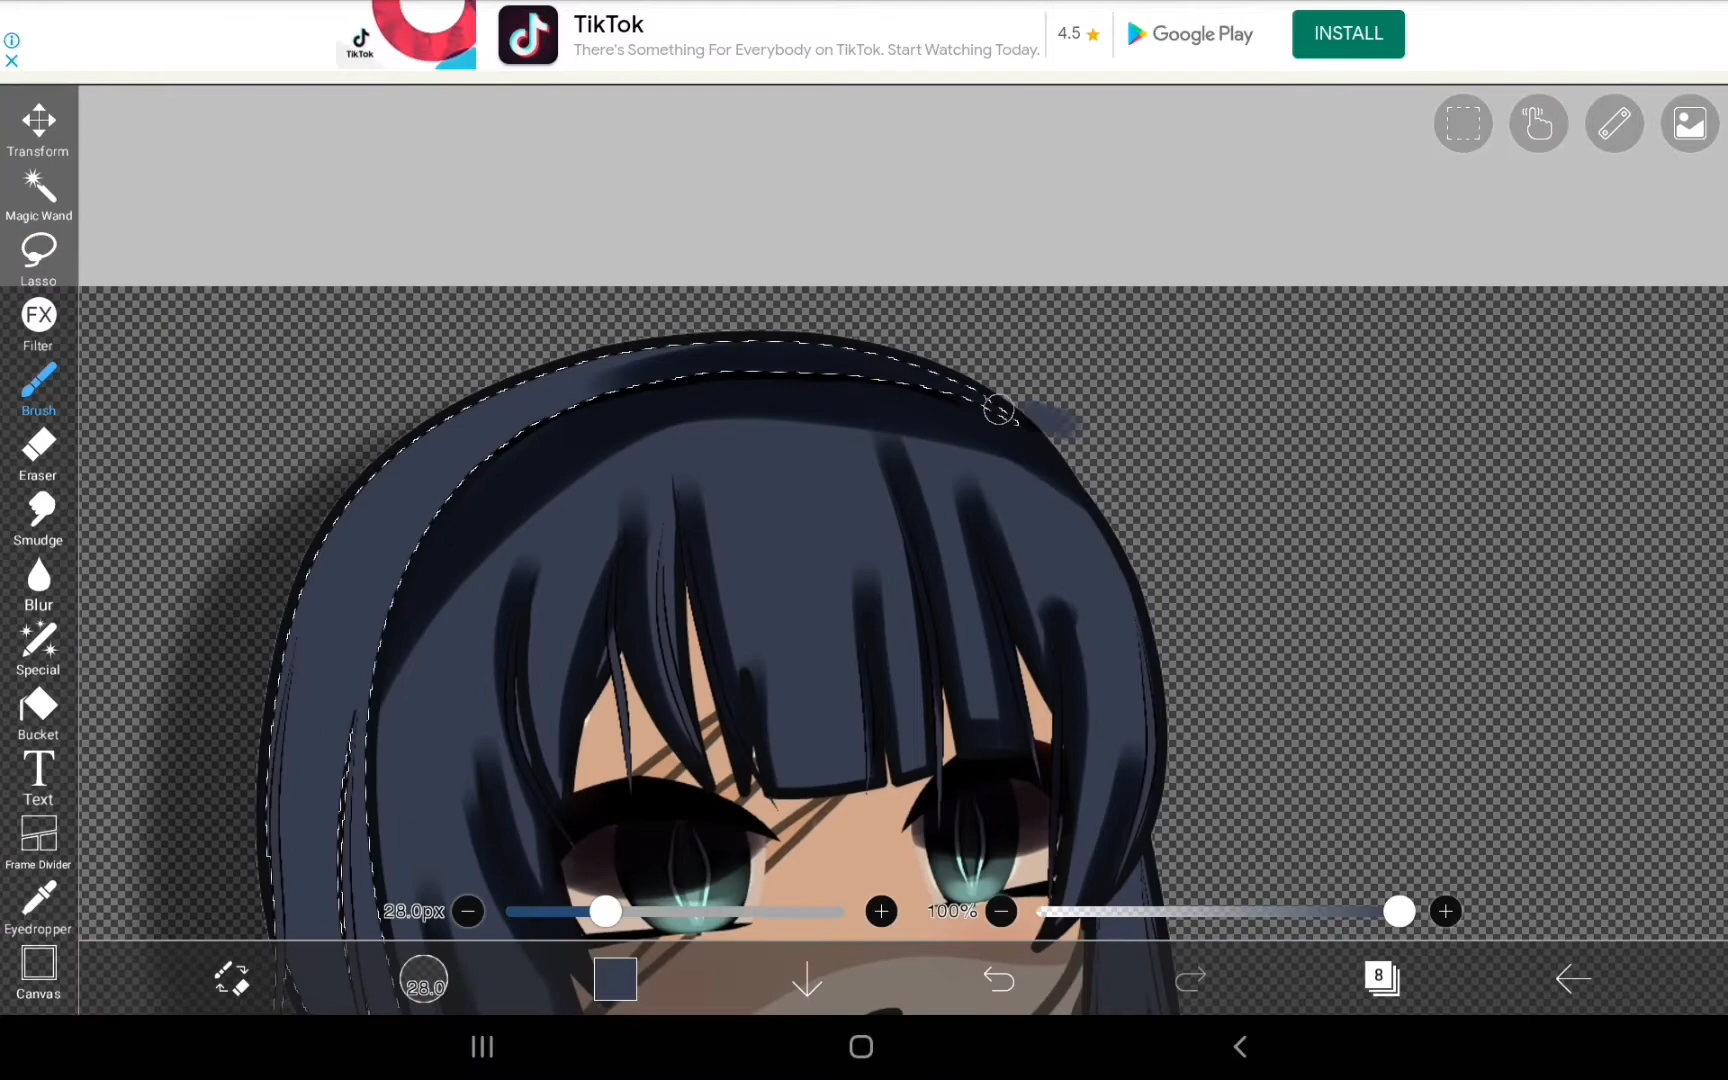 TikTok
TikTok
There's Something For Everybody on TikTok. Start Watching Today.
4.5
Google Play
INSTALL
Transform
Magic Wand
Lasso
FX
Filter
Brush
Eraser
Smudge
Blur
Special
Bucket
T
Text
Frame Divider
Eyedropper
Canvas
28.0px
100%
28.0
8